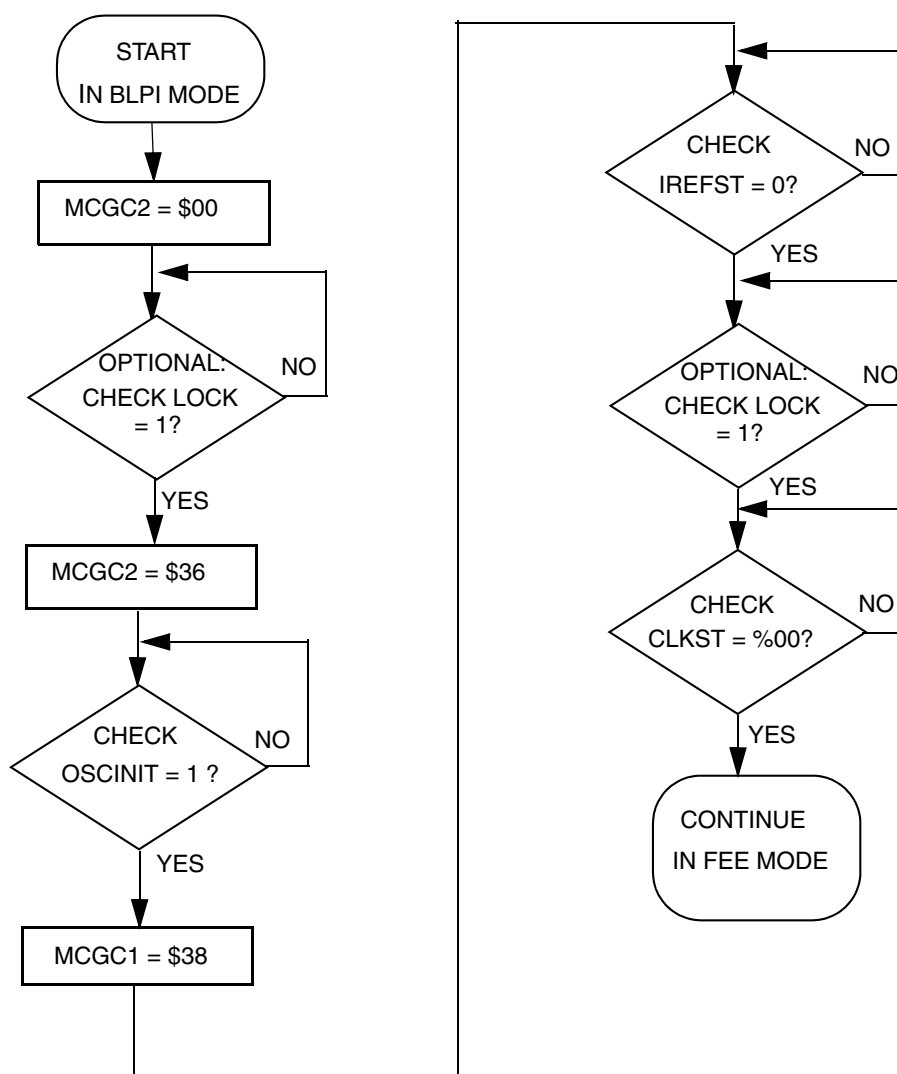 START
IN BLPI MODE
MCGC2 = $00
OPTIONAL:
CHECK LOCK
= 1?
NO
YES
MCGC2 = $36
CHECK
OSCINIT = 1 ?
NO
YES
MCGC1 = $38
CHECK
IREFST = 0?
NO
YES
OPTIONAL:
CHECK LOCK
= 1?
NO
YES
CHECK
CLKST = %00?
NO
YES
CONTINUE
IN FEE MODE